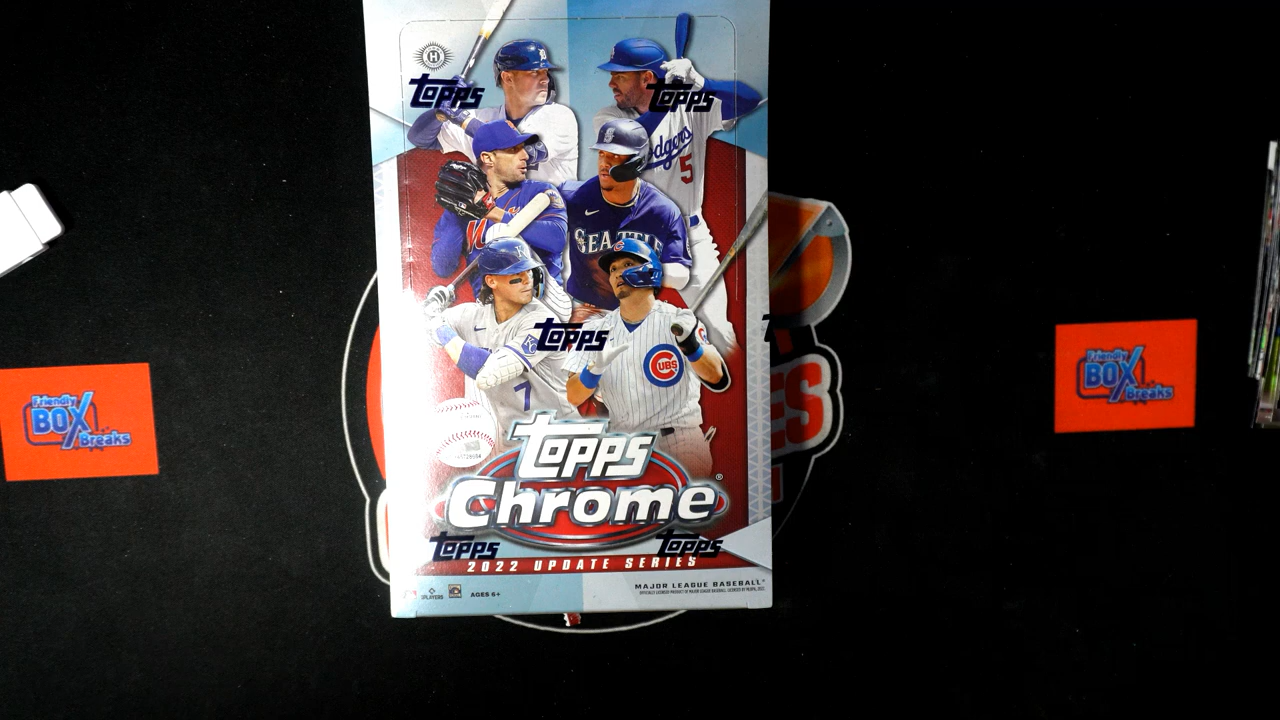 TOPPS
TOPPS
Dodgers
5
SEATTLE
TOPPS
KC
CUBS
7
TOPPS
Chrome®
TOPPS
TOPPS
2022 UPDATE SERIES
MAJOR LEAGUE BASEBALL®
AGES 6+
Friendly
BOX
Breaks
Friendly
BOX
Breaks